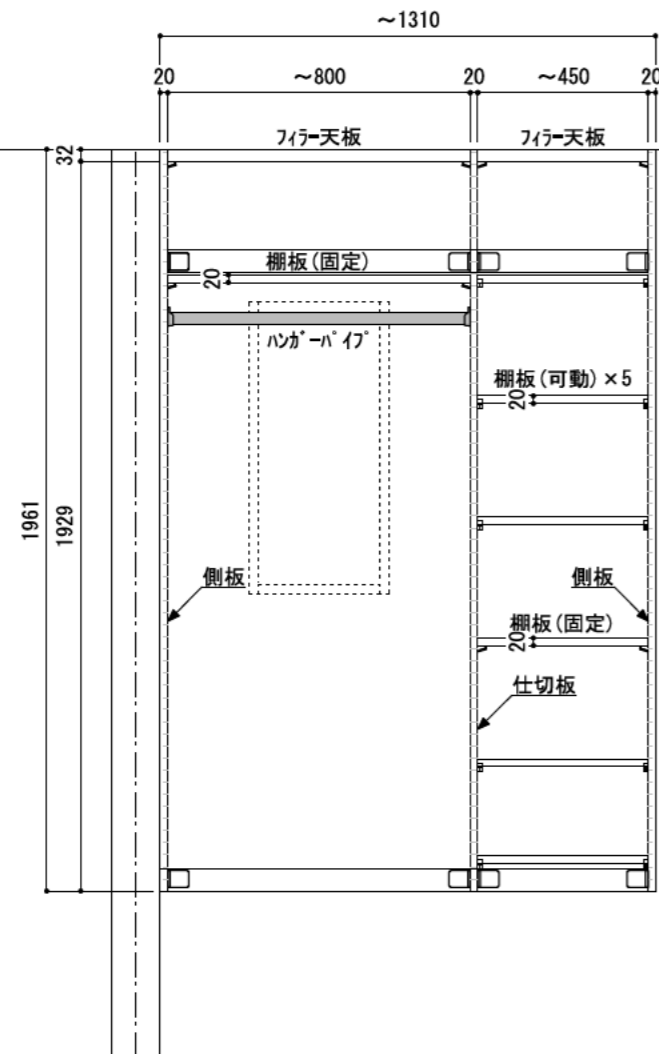 ~1310
20 ~800 20 ~450 20
フィラー天板 フィラー天板
32
棚板(固定)
20
ハンガーパイプ
棚板(可動)×5
20
1961
1929
側板 側板
棚板(固定)
20
仕切板